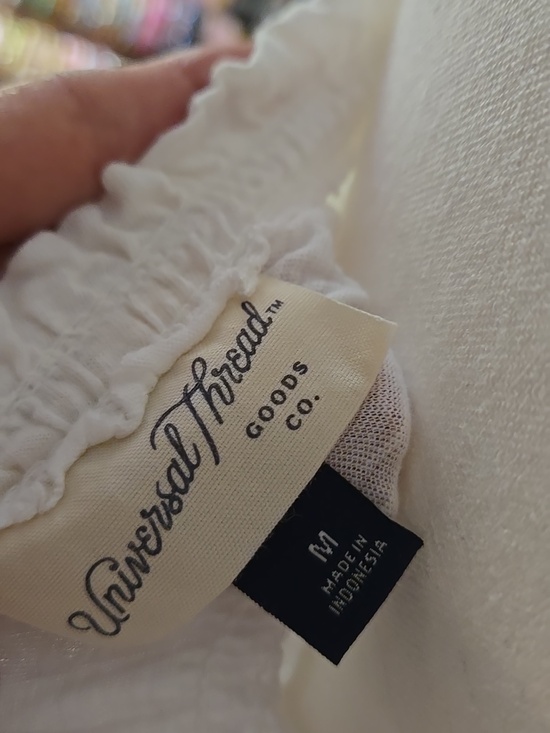 Universal Thread™
GOODS
CO.
M
MADE IN
INDONESIA